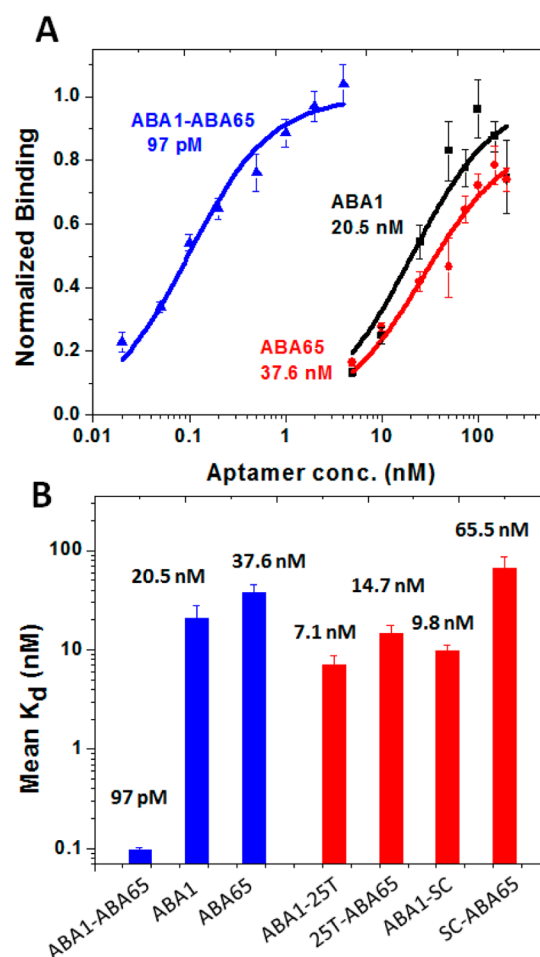 A
ABA1-ABA65
97 pM
ABA1
20.5 nM
ABA65
37.6 nM
Normalized Binding
1.0
0.8
0.6
0.4
0.2
0.0
0.01 0.1 1 10 100
Aptamer conc. (nM)
B
Mean Kd (nM)
100
10
1
0.1
97 pM
20.5 nM
37.6 nM
7.1 nM
14.7 nM
9.8 nM
65.5 nM
ABA1-ABA65
ABA1
ABA65
ABA1-25T
25T-ABA65
ABA1-SC
SC-ABA65